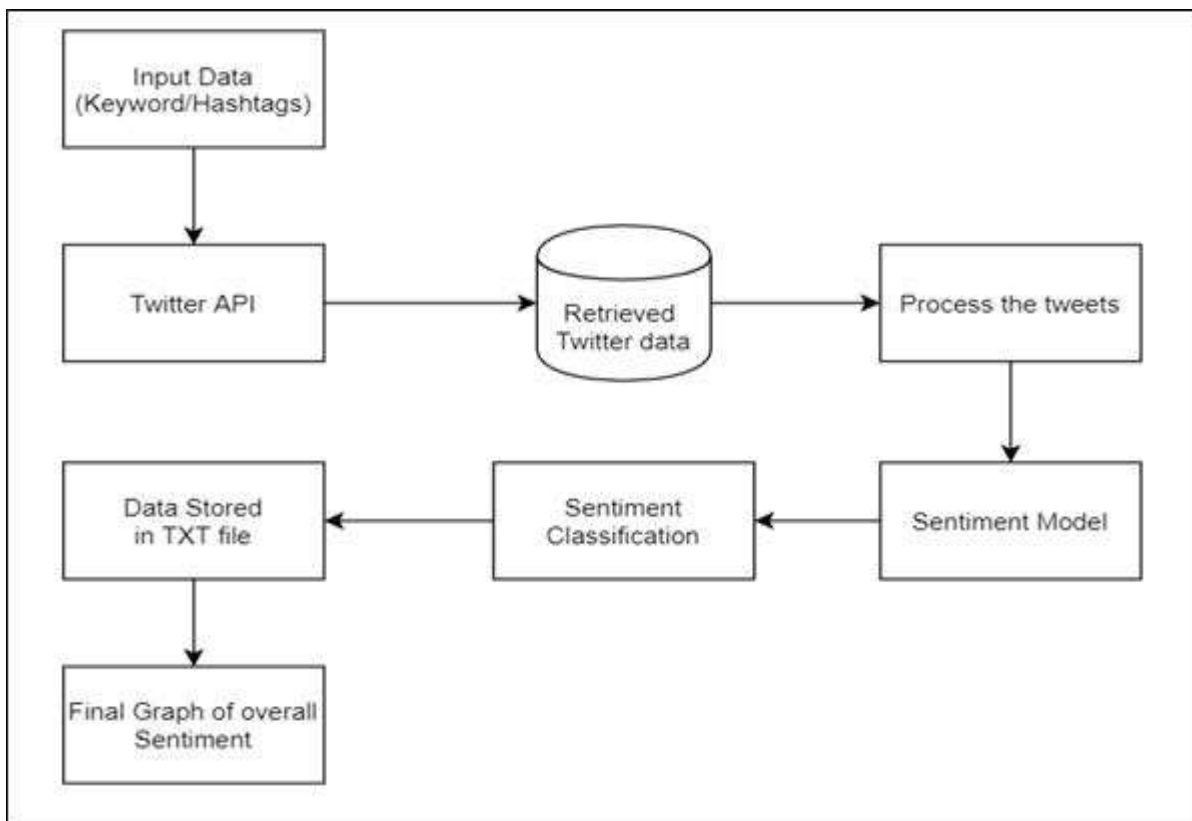 Input Data
(Keyword/Hashtags)
Twitter API
Retrieved
Twitter data
Process the tweets
Sentiment Model
Sentiment
Classification
Data Stored
in TXT file
Final Graph of overall
Sentiment